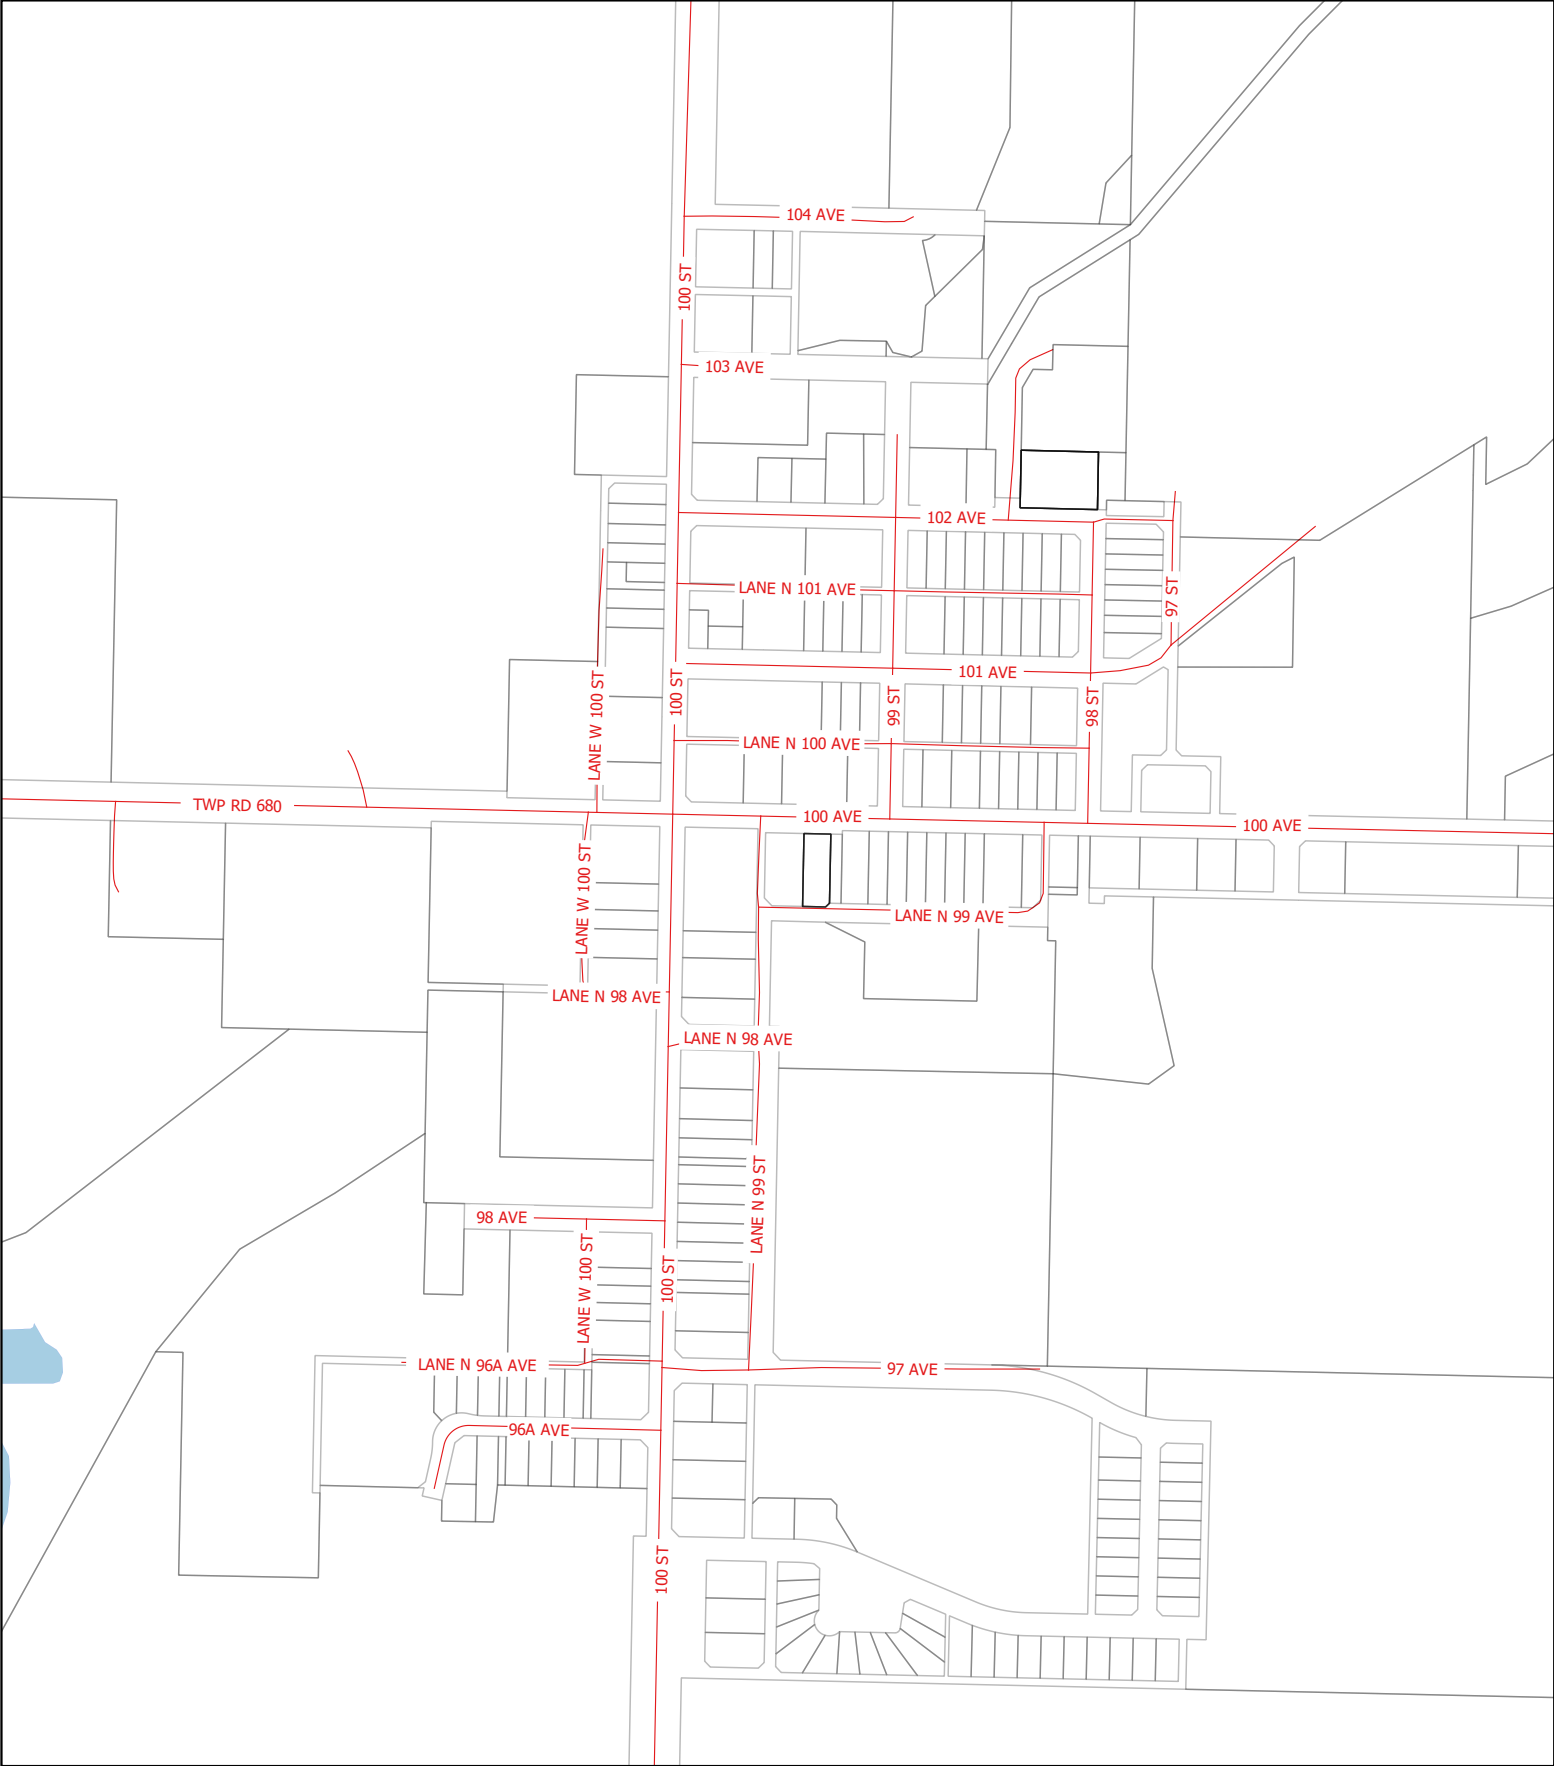 104 AVE
100 ST
103 AVE
102 AVE
LANE N 101 AVE
97 ST
101 AVE
LANE W 100 ST
100 ST
99 ST
98 ST
LANE N 100 AVE
TWP RD 680
100 AVE
100 AVE
LANE W 100 ST
LANE N 99 AVE
LANE N 98 AVE
LANE N 98 AVE
LANE N 99 ST
98 AVE
LANE W 100 ST
100 ST
LANE N 96A AVE
97 AVE
96A AVE
100 ST